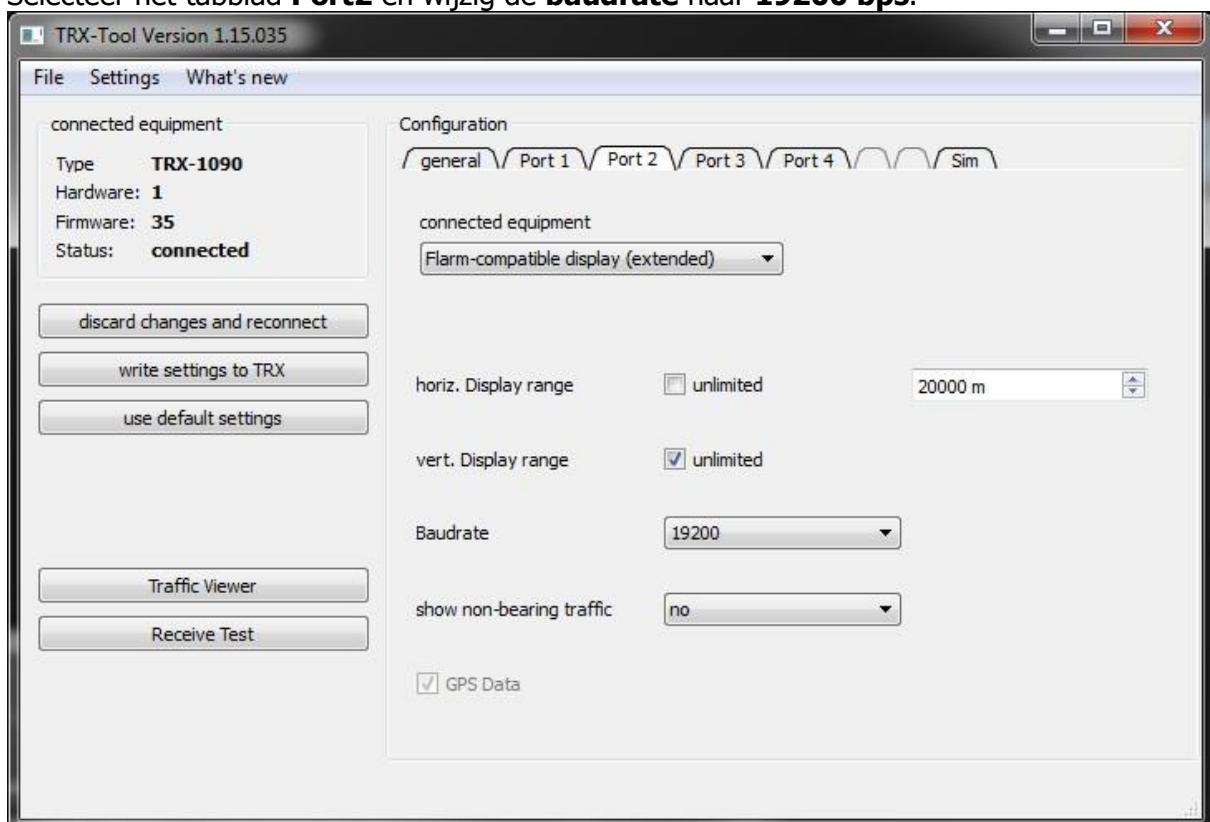 Selecteer het tabblad Port2 en wijzig de baudrate naar 19200 bps.
TRX-Tool Version 1.15.035
File Settings What's new
connected equipment
Type TRX-1090
Hardware: 1
Firmware: 35
Status: connected
discard changes and reconnect
write settings to TRX
use default settings
Traffic Viewer
Receive Test
Configuration
general Port 1 Port 2 Port 3 Port 4 Sim
connected equipment
Flarm-compatible display (extended)
horiz. Display range unlimited 20000 m
vert. Display range unlimited
Baudrate 19200
show non-bearing traffic no
GPS Data